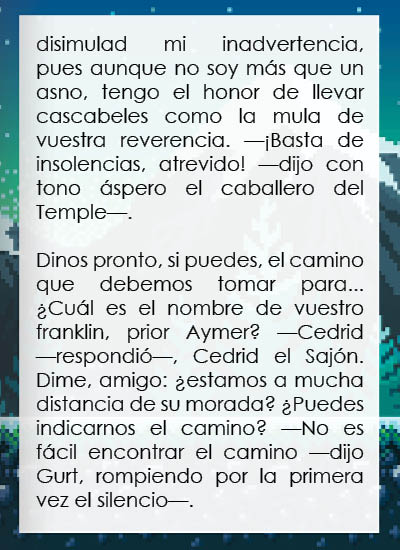 disimulad mi inadvertencia,
pues aunque no soy más que un
asno, tengo el honor de llevar
cascabeles como la mula de
vuestra reverencia. —¡Basta de
insolencias, atrevido! —dijo con
tono áspero el caballero del
Temple—.
Dinos pronto, si puedes, el camino
que debemos tomar para...
¿Cuál es el nombre de vuestro
franklin, prior Aymer? —Cedrid
—respondió—, Cedrid el Sajón.
Dime, amigo: ¿estamos a mucha
distancia de su morada? ¿Puedes
indicarnos el camino? —No es
fácil encontrar el camino —dijo
Gurt, rompiendo por la primera
vez el silencio—.